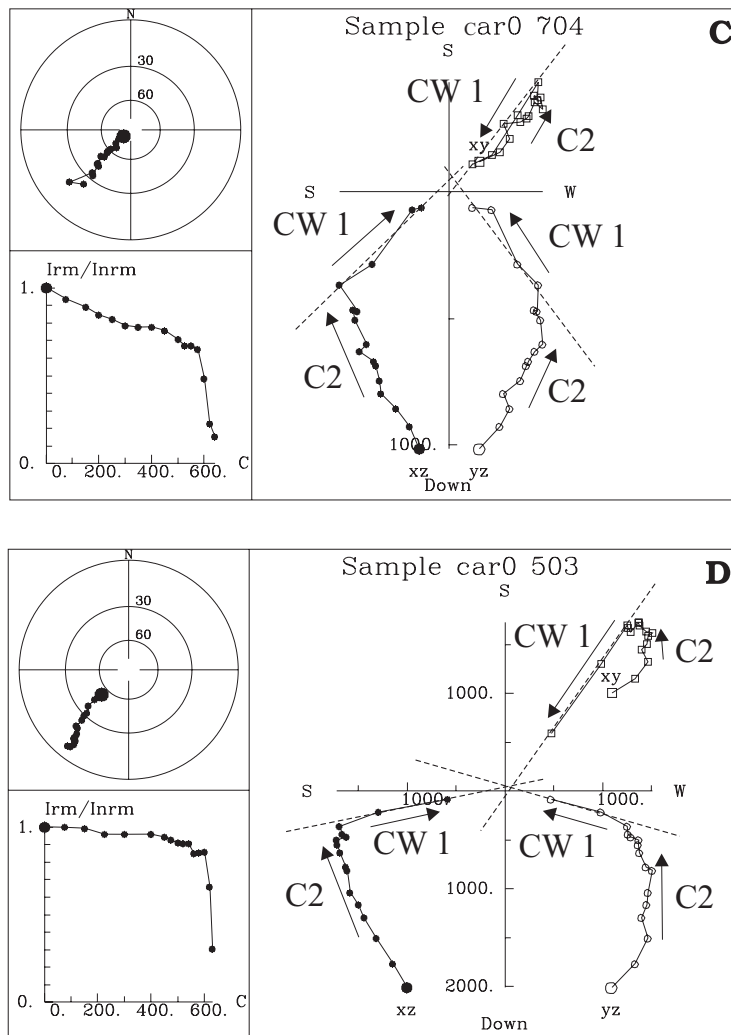 N
30
60
Irm/Inrm
1.
0.
0. 200. 400. 600. C
Sample car0 704
C
S
CW 1
xy
C2
S
W
CW 1
CW 1
C2
C2
1000.
xz
yz
Down
N
30
60
Irm/Inrm
1.
0.
0. 200. 400. 600. C
Sample car0 503
D
S
CW 1
C2
xy
1000.
S
1000.
1000.
W
CW 1
CW 1
C2
1000.
C2
2000.
xz
yz
Down